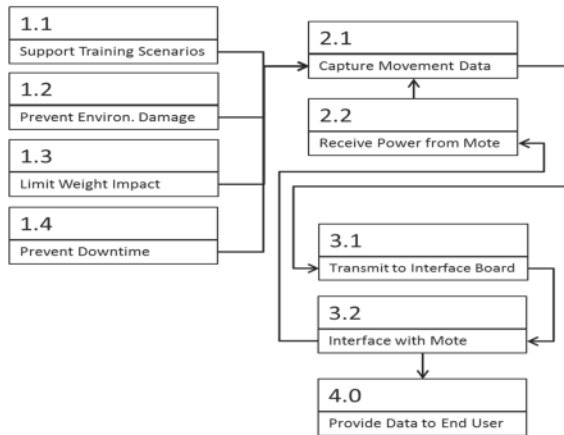 1.1
Support Training Scenarios
1.2
Prevent Environ. Damage
1.3
Limit Weight Impact
1.4
Prevent Downtime
2.1
Capture Movement Data
2.2
Receive Power from Mote
3.1
Transmit to Interface Board
3.2
Interface with Mote
4.0
Provide Data to End User